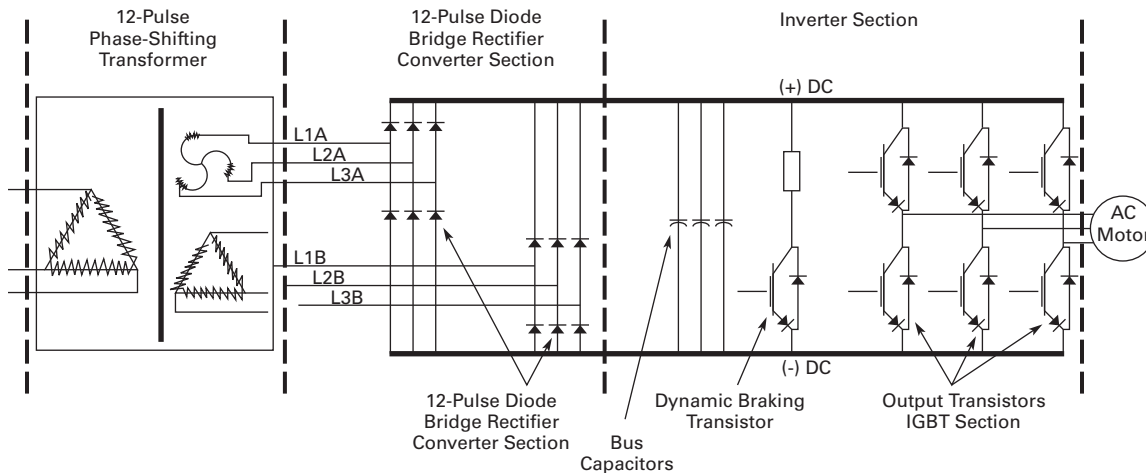 12-Pulse
Phase-Shifting
Transformer
12-Pulse Diode
Bridge Rectifier
Converter Section
Inverter Section
(+) DC
L1A
L2A
L3A
L1B
L2B
L3B
AC
Motor
(-) DC
12-Pulse Diode
Bridge Rectifier
Converter Section
Bus
Capacitors
Dynamic Braking
Transistor
Output Transistors
IGBT Section